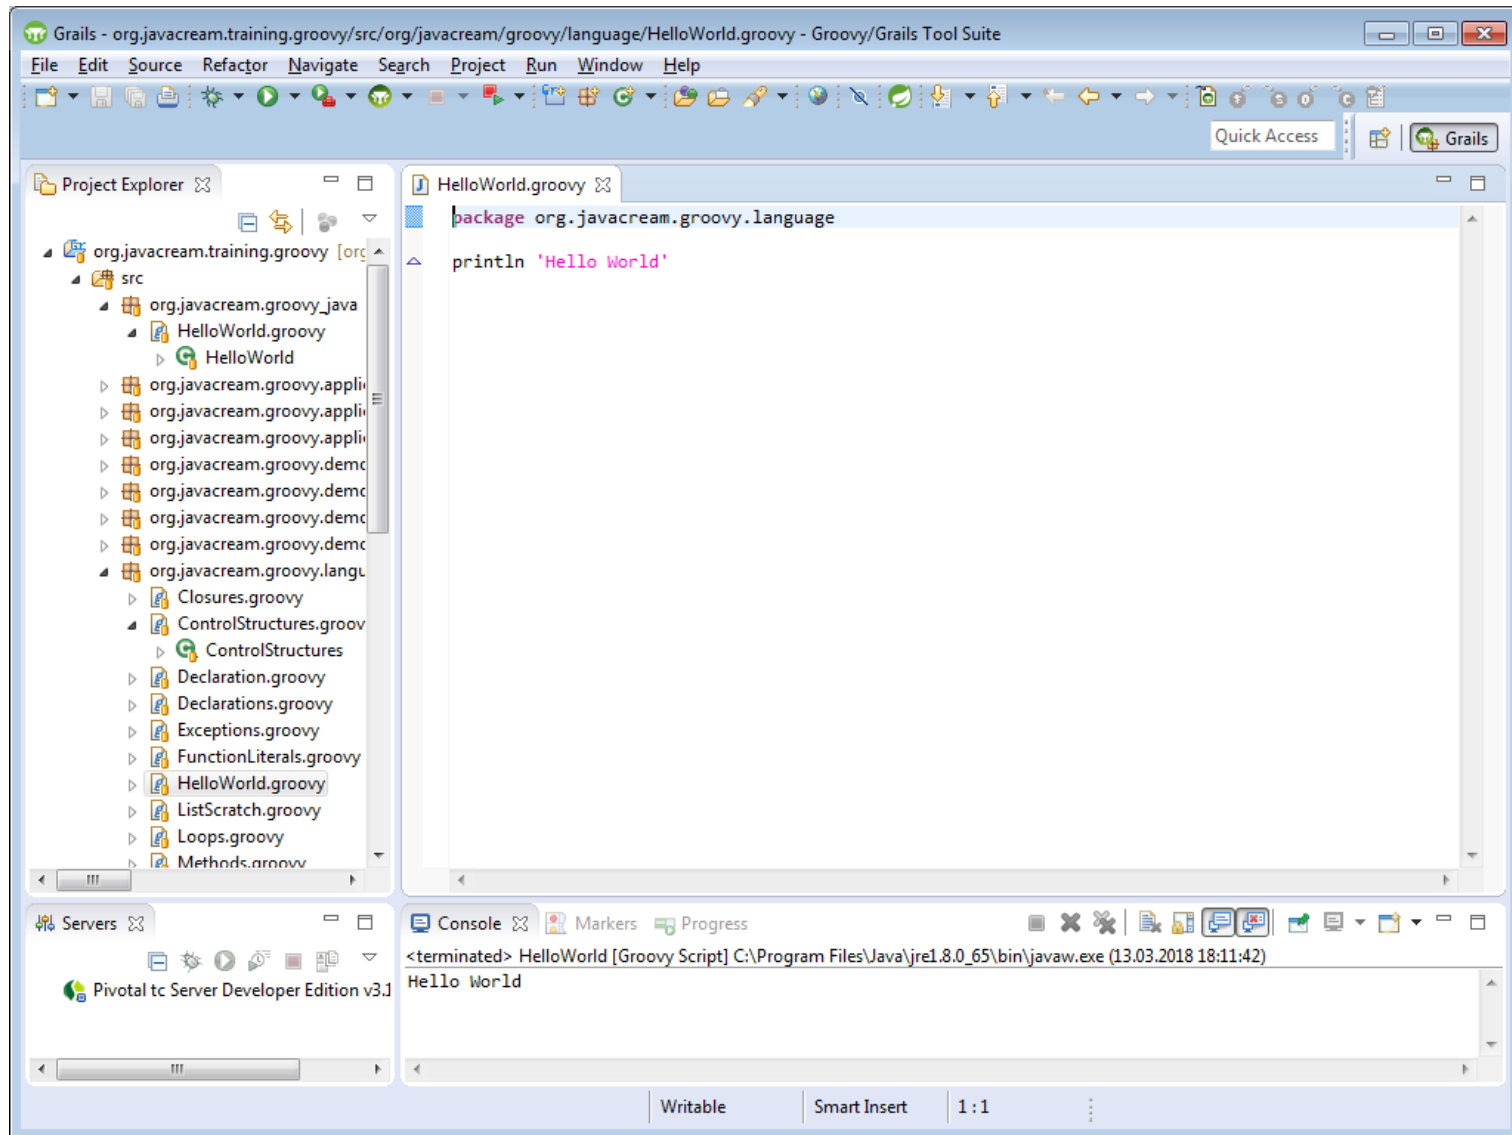 Grails - org.javacream.training.groovy/src/org/javacream/groovy/language/HelloWorld.groovy - Groovy/Grails Tool Suite
File Edit Source Refactor Navigate Search Project Run Window Help
Quick Access Grails
Project Explorer
HelloWorld.groovy
package org.javacream.groovy.language
println 'Hello World'
org.javacream.training.groovy [org
src
org.javacream.groovy_java
HelloWorld.groovy
HelloWorld
org.javacream.groovy.applic
org.javacream.groovy.applic
org.javacream.groovy.applic
org.javacream.groovy.demo
org.javacream.groovy.demo
org.javacream.groovy.demo
org.javacream.groovy.demo
org.javacream.groovy.langu
Closures.groovy
ControlStructures.groov
ControlStructures
Declaration.groovy
Declarations.groovy
Exceptions.groovy
FunctionLiterals.groovy
HelloWorld.groovy
ListScratch.groovy
Loops.groovy
Methods.groovy
Servers
Pivotal tc Server Developer Edition v3.1
Console Markers Progress
<terminated> HelloWorld [Groovy Script] C:\Program Files\Java\jre1.8.0_65\bin\javaw.exe (13.03.2018 18:11:42)
Hello World
Writable Smart Insert 1 : 1